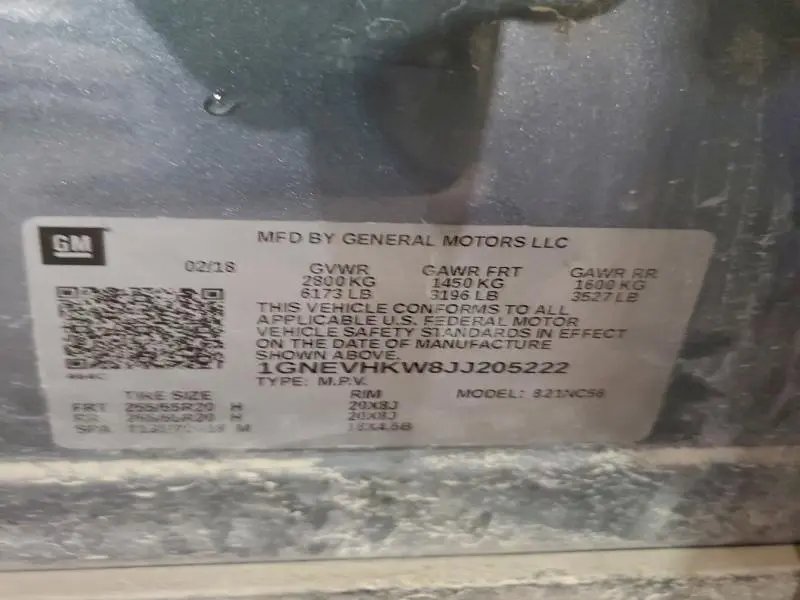 GM
MFD BY GENERAL MOTORS LLC
02/18 GVWR GAWR FRT GAWR RR
2800 KG 1450 KG 1600 KG
6173 LB 3196 LB 3527 LB
THIS VEHICLE CONFORMS TO ALL
APPLICABLE U.S. FEDERAL MOTOR
VEHICLE SAFETY STANDARDS IN EFFECT
ON THE DATE OF MANUFACTURE
SHOWN ABOVE.
1GNEVHKW8JJ205222
TYPE: M.P.V. MODEL:
TIRE SIZE RIM
FRT 255/55R20 H 20X8J
H 20X8J
SPA M 18X4.5B